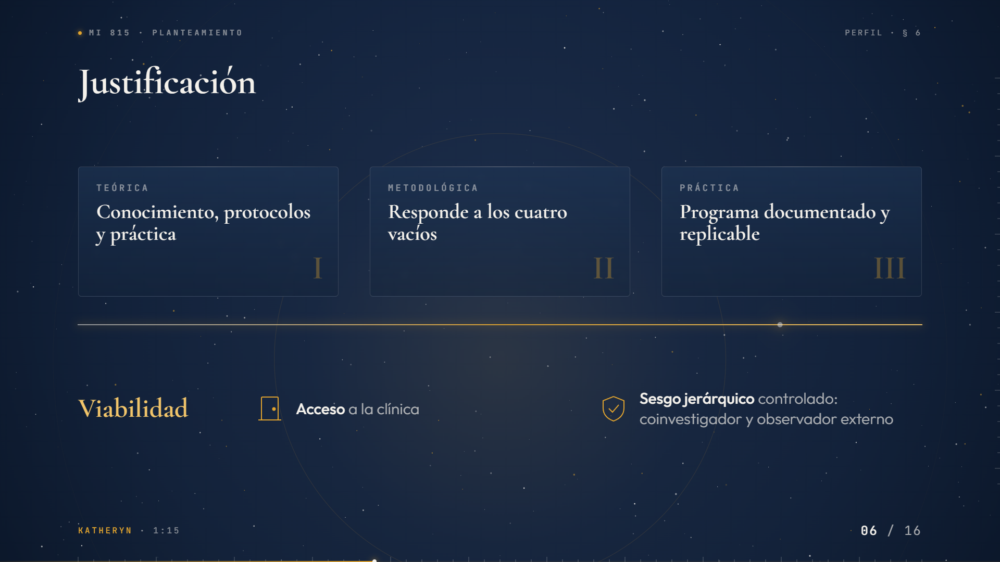 MI 815 · PLANTEAMIENTO
PERFIL · § 6
Justificación
TEÓRICA
Conocimiento, protocolos
y práctica
I
METODOLÓGICA
Responde a los cuatro
vacíos
II
PRÁCTICA
Programa documentado y
replicable
III
Viabilidad
Acceso a la clínica
Sesgo jerárquico controlado:
coinvestigador y observador externo
KATHERYN · 1:15
06 / 16